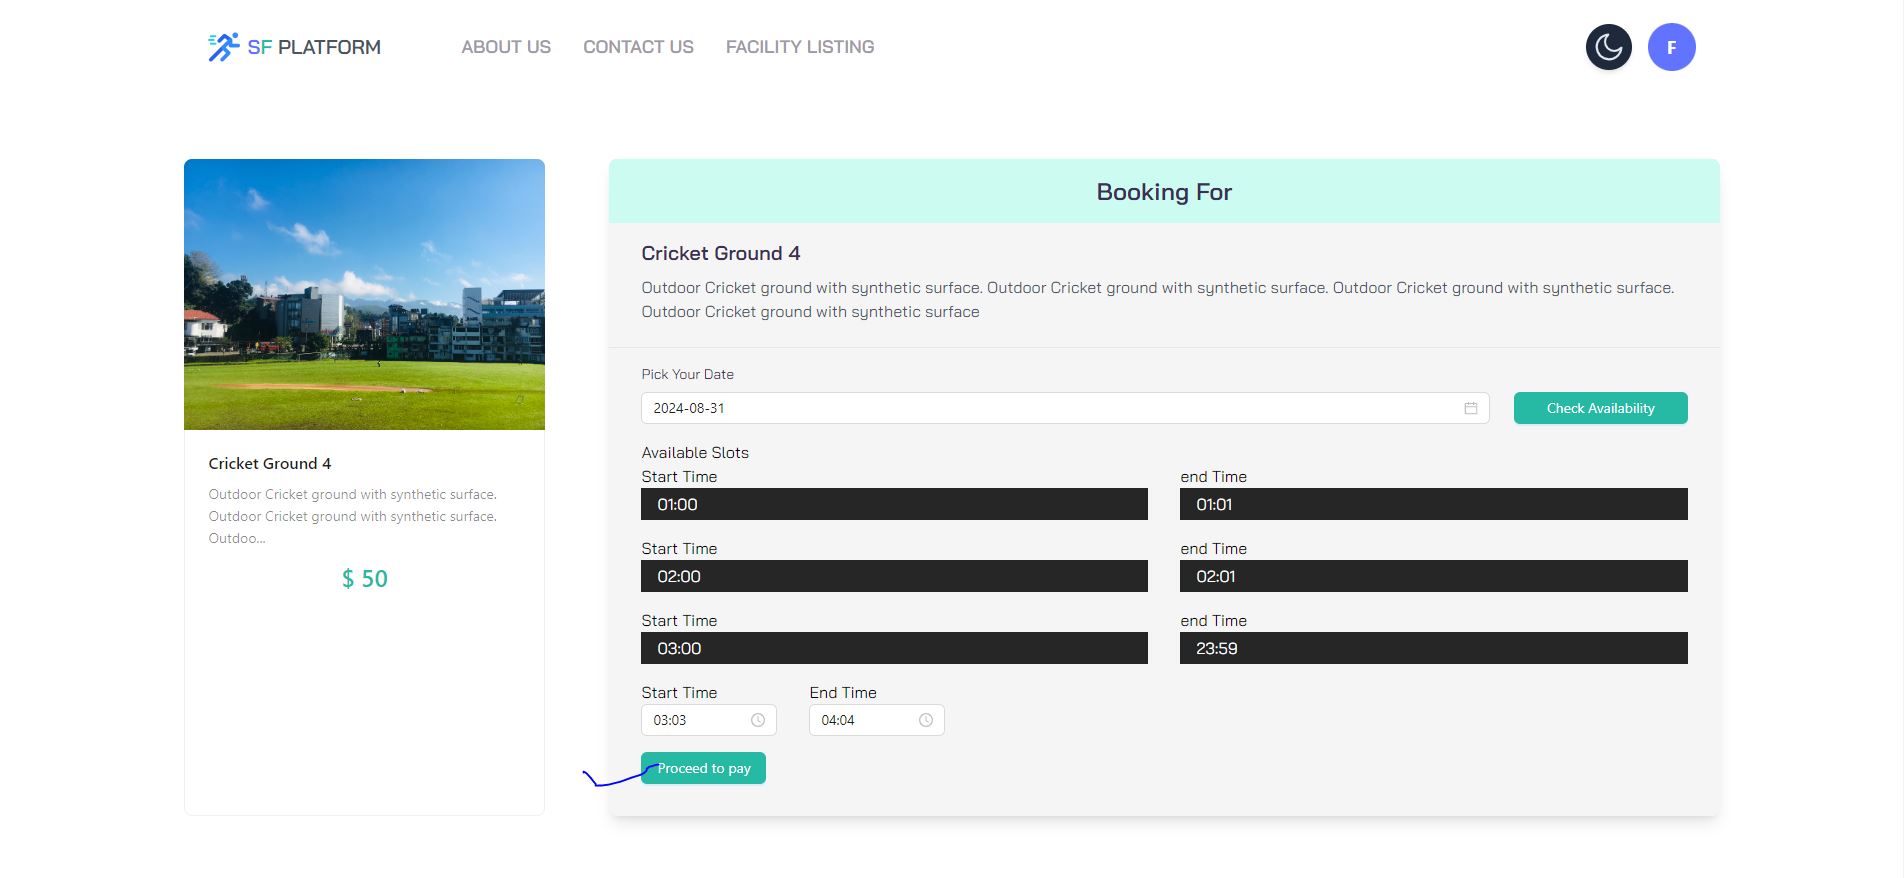 SF PLATFORM
ABOUT US
CONTACT US
FACILITY LISTING
F
Cricket Ground 4
Outdoor Cricket ground with synthetic surface.
Outdoor Cricket ground with synthetic surface.
Outdoo...
$ 50
Booking For
Cricket Ground 4
Outdoor Cricket ground with synthetic surface. Outdoor Cricket ground with synthetic surface. Outdoor Cricket ground with synthetic surface.
Outdoor Cricket ground with synthetic surface
Pick Your Date
2024-08-31
Check Availability
Available Slots
Start Time
end Time
01:00
01:01
Start Time
end Time
02:00
02:01
Start Time
end Time
03:00
23:59
Start Time
End Time
03:03
04:04
Proceed to pay